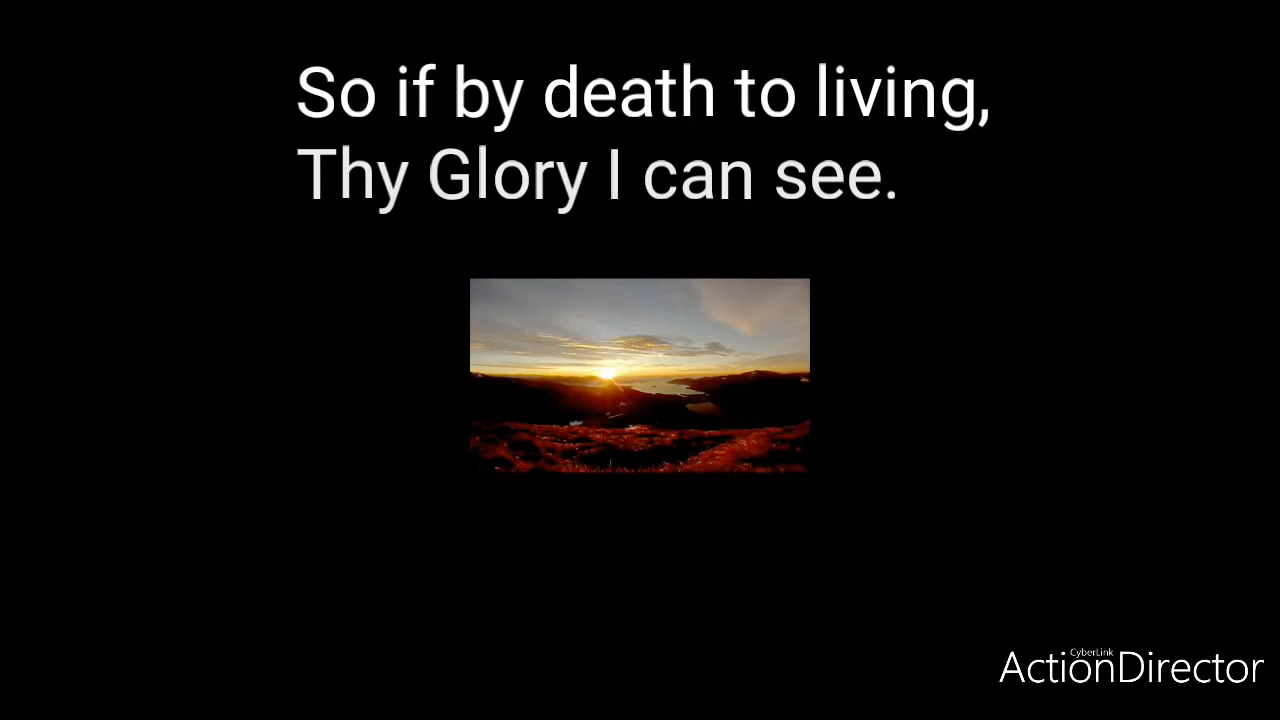 So if by death to living,
Thy Glory I can see.
CyberLink
ActionDirector